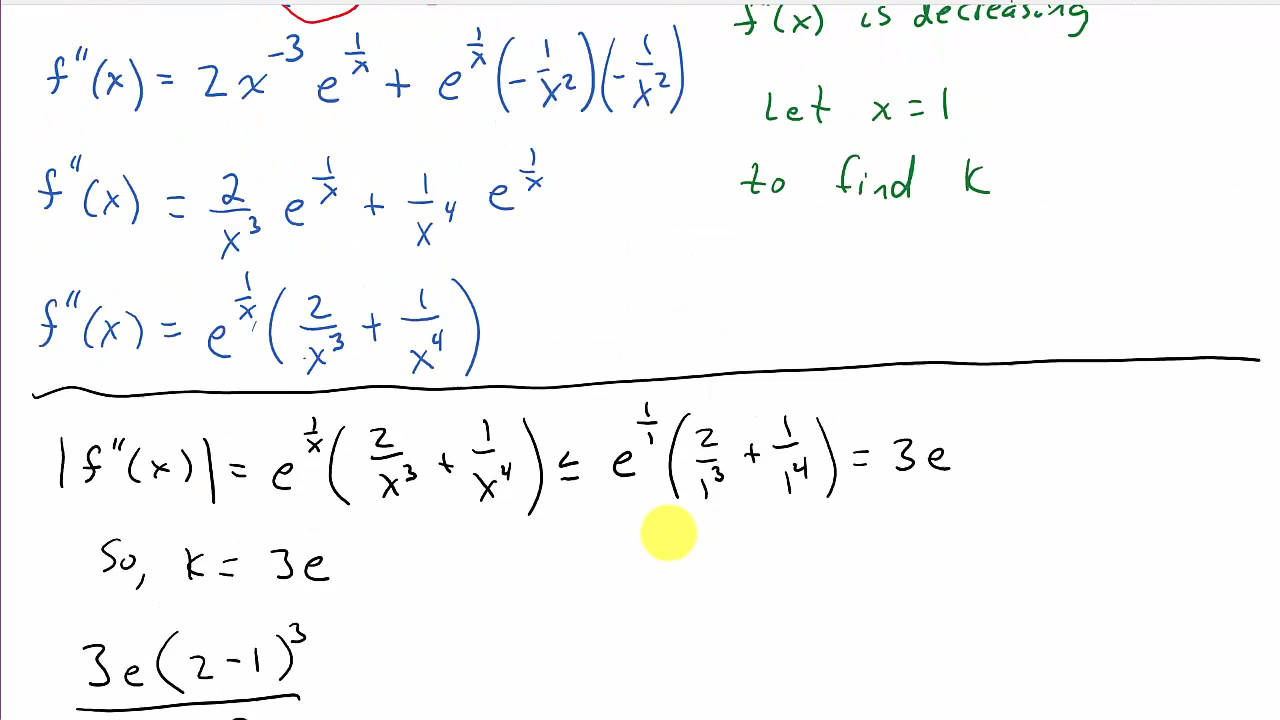 f''(x) is decreasing
f''(x) = 2x^{-3} e^{1/x} + e^{1/x} (-1/x^2)(-1/x^2)
Let x = 1
f''(x) = 2/x^3 e^{1/x} + 1/x^4 e^{1/x}
to find k
f''(x) = e^{1/x} (2/x^3 + 1/x^4)
|f''(x)| = e^{1/x} (2/x^3 + 1/x^4) ≤ e^{1/1} (2/1^3 + 1/1^4) = 3e
So, k = 3e
3e(2-1)^3